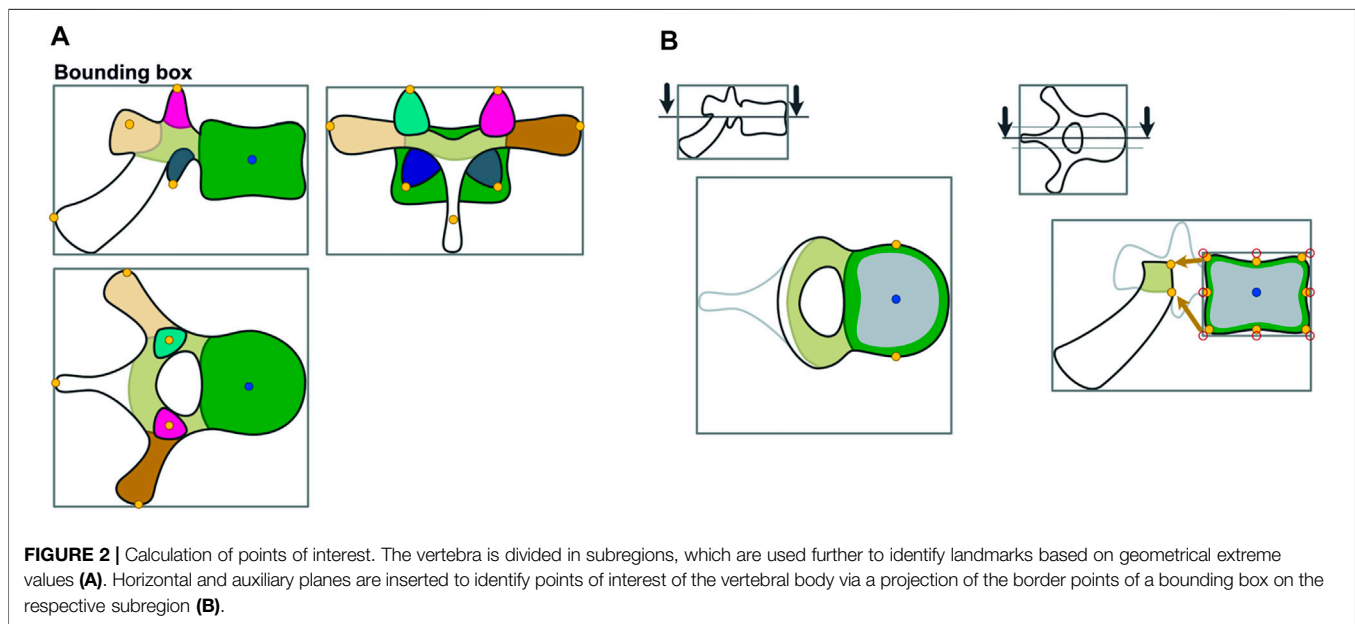 A
B
Bounding box
FIGURE 2 | Calculation of points of interest. The vertebra is divided in subregions, which are used further to identify landmarks based on geometrical extreme
values (A). Horizontal and auxiliary planes are inserted to identify points of interest of the vertebral body via a projection of the border points of a bounding box on the
respective subregion (B).